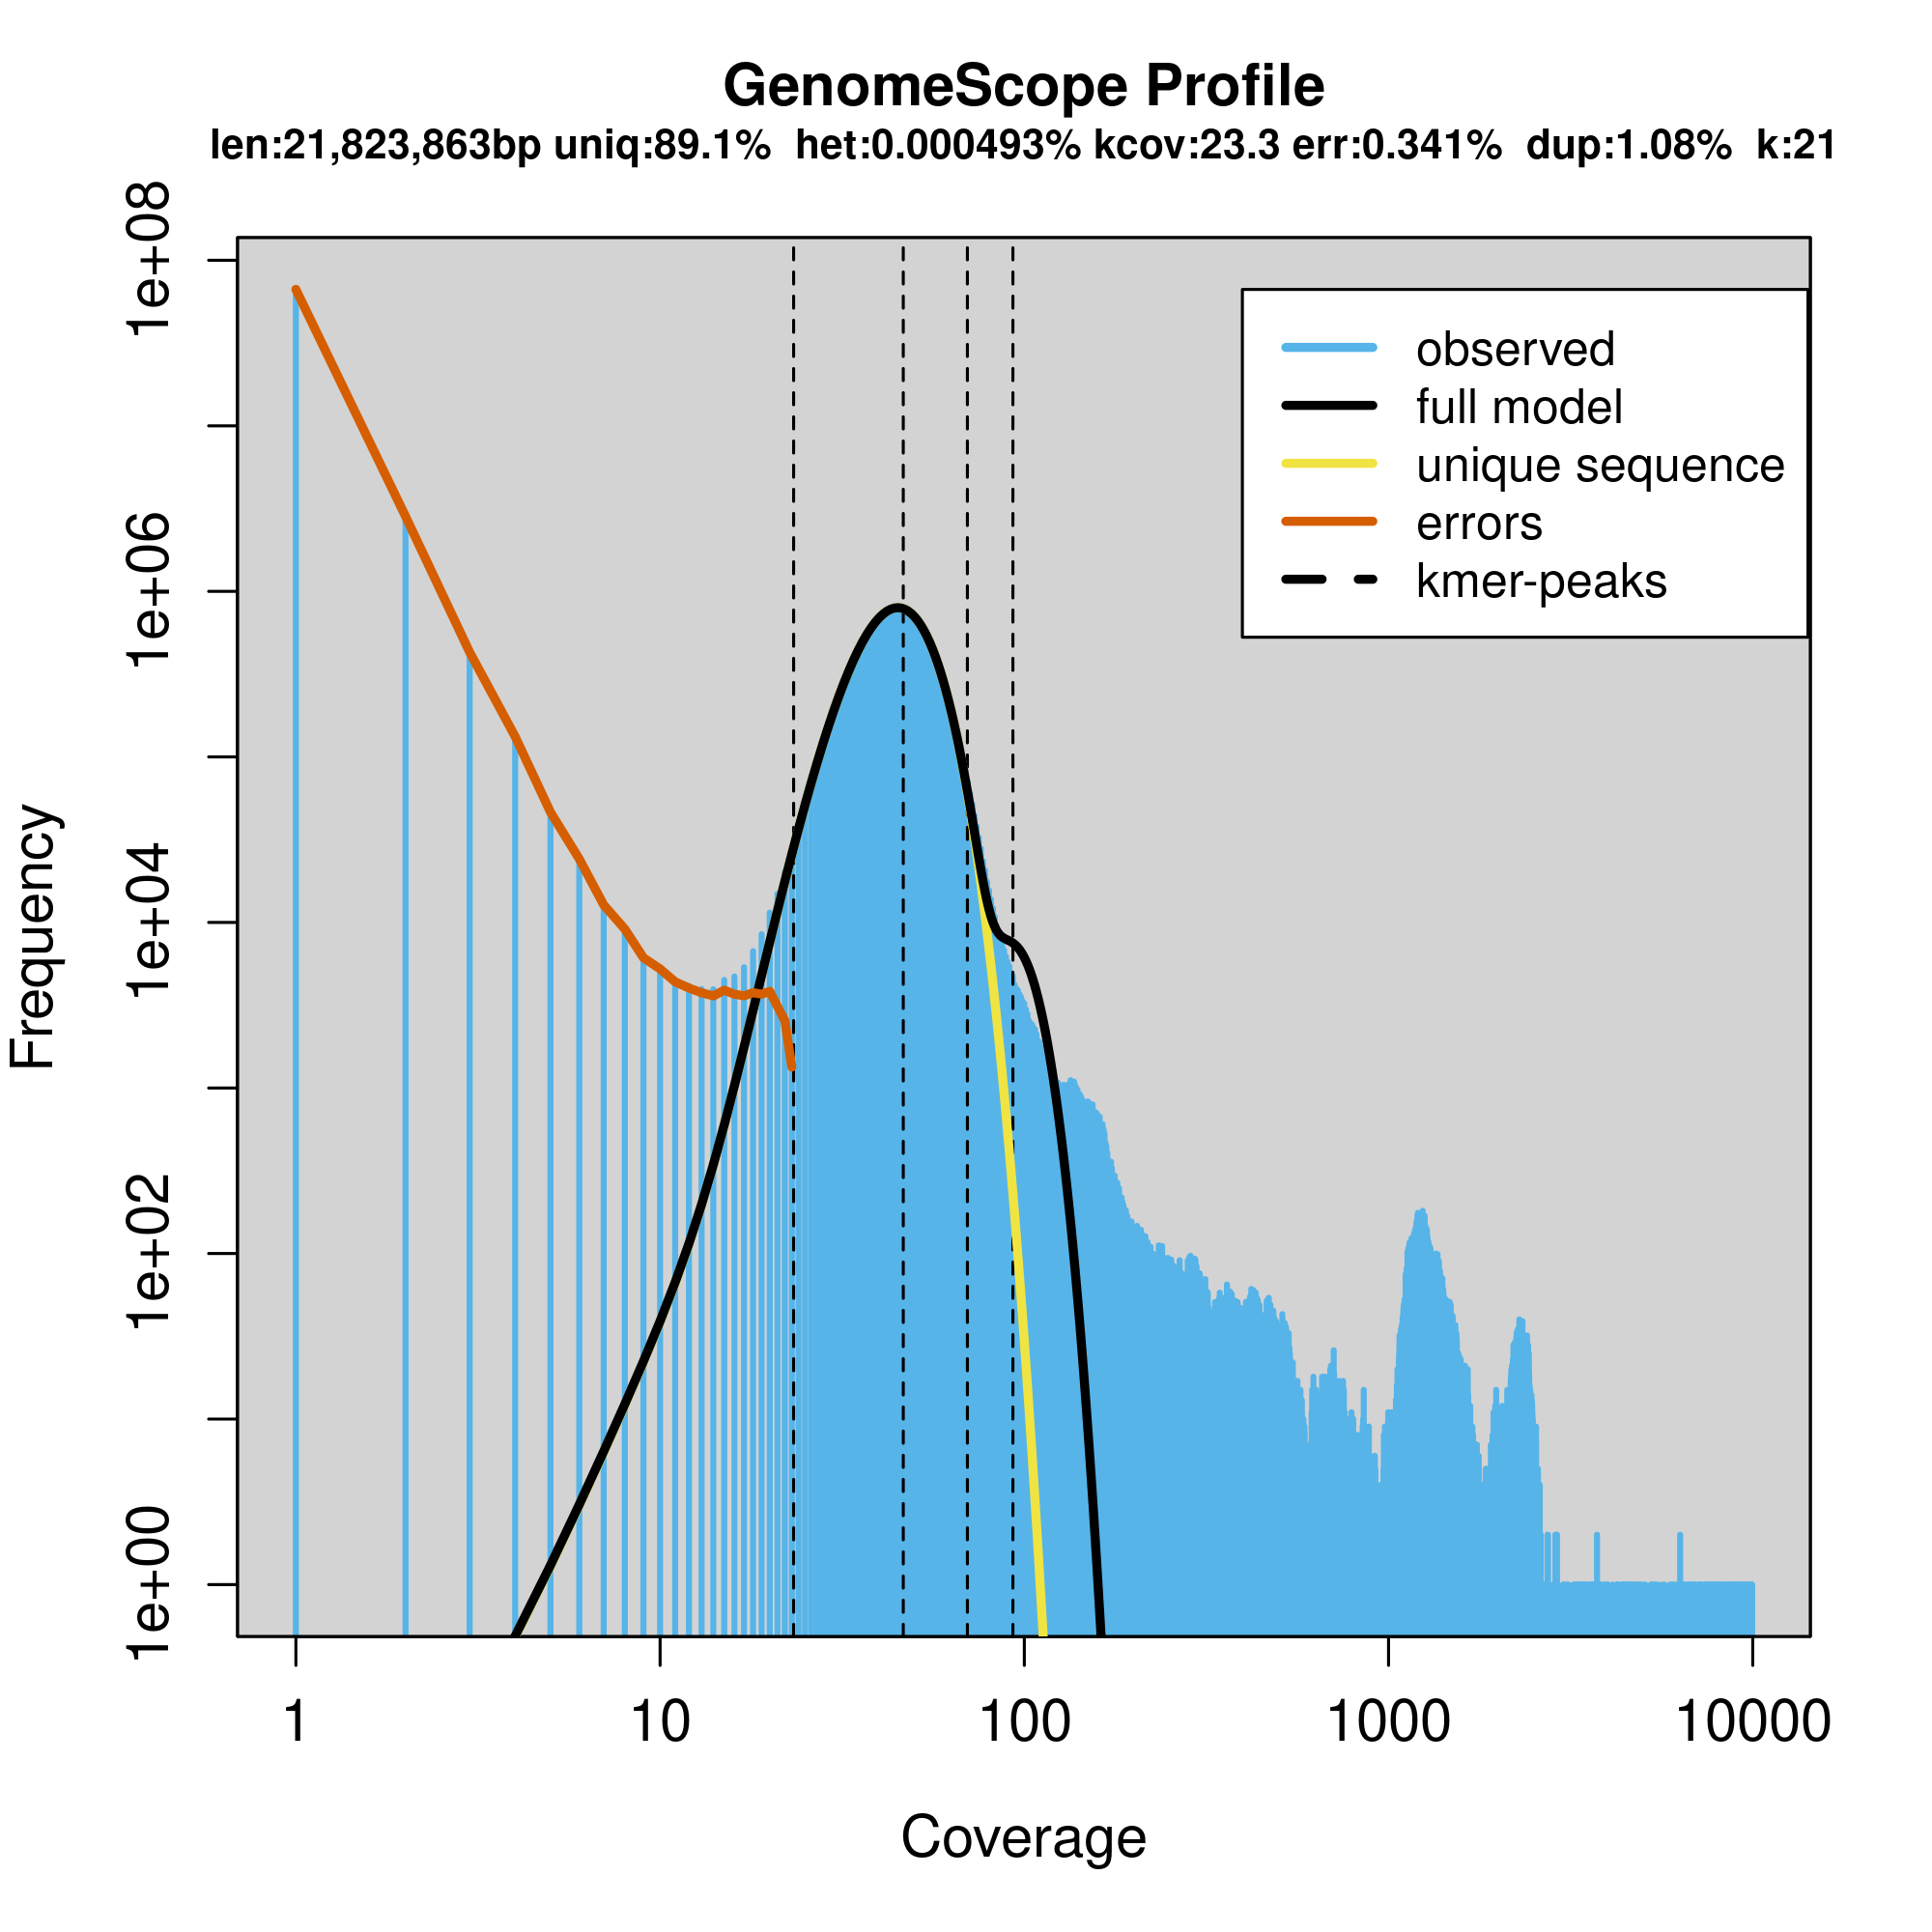 GenomeScope Profile
len:21,823,863bp uniq:89.1% het:0.000493% kcov:23.3 err:0.341% dup:1.08% k:21
1e+08
1e+06
1e+04
1e+02
1e+00
Frequency
observed
full model
unique sequence
errors
kmer-peaks
1 10 100 1000 10000
Coverage